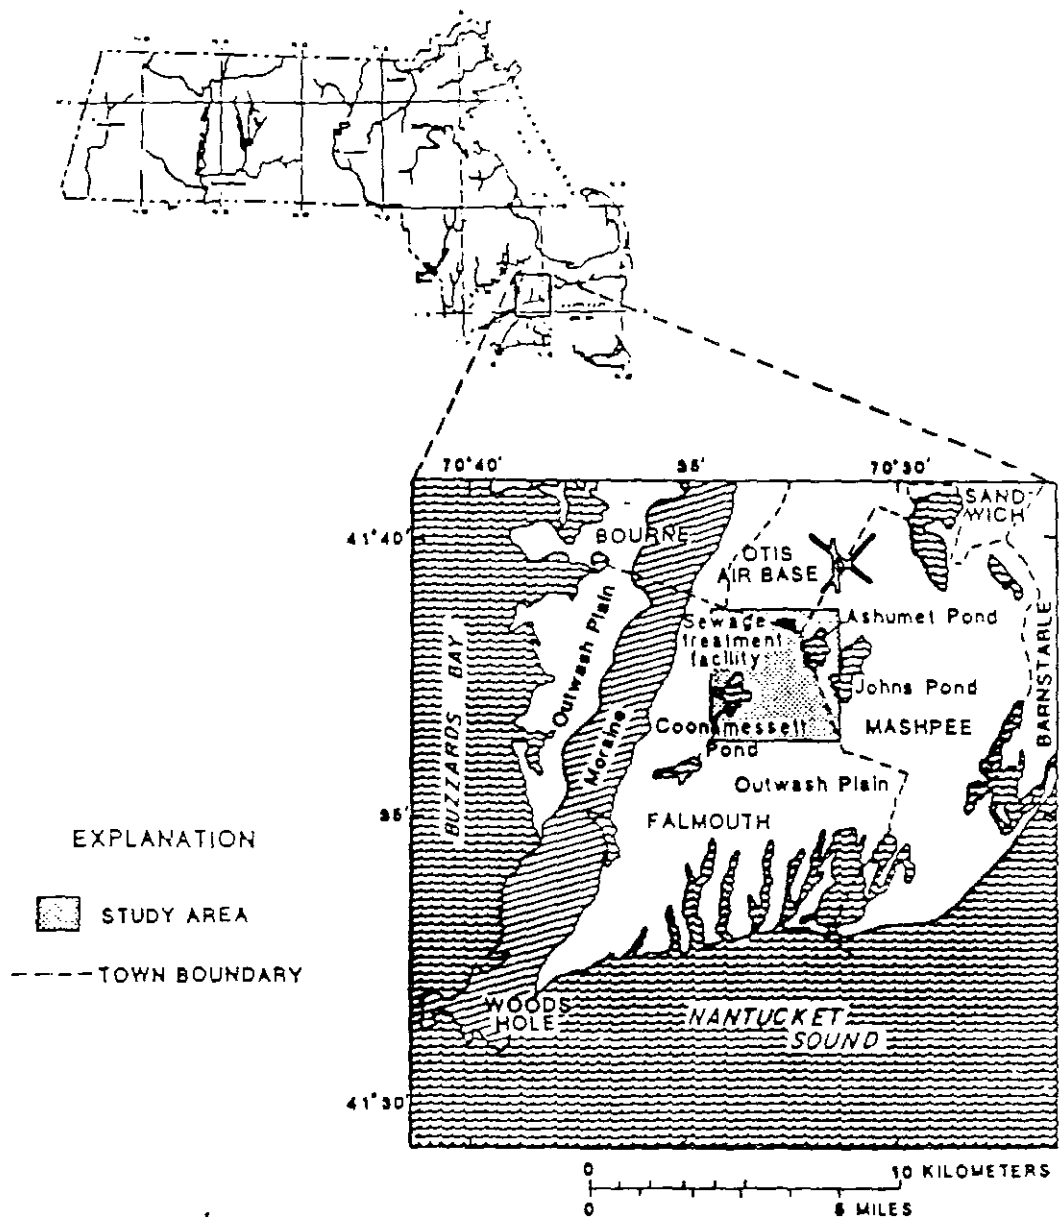 70°40'
35'
70°30'
SAND
WICH
41°40'
BOURNE
OTIS
AIR BASE
Sewage
treatment
facility
Ashumet Pond
Outwash Plain
BUZZARDS BAY
Johns Pond
BARNSTABLE
MASHPEE
Coonamessett
Pond
Moraine
Outwash Plain
35'
FALMOUTH
EXPLANATION
STUDY AREA
TOWN BOUNDARY
WOODS
HOLE
NANTUCKET
SOUND
41°30'
0 10 KILOMETERS
0 5 MILES